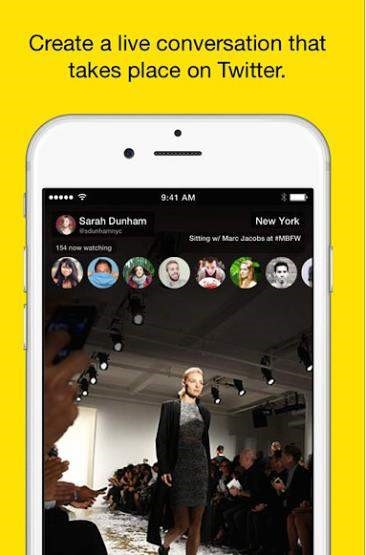 Create a live conversation that
takes place on Twitter.
9:41 AM
Sarah Dunham
@sdunhamnyc
New York
Sitting w/ Marc Jacobs at #MBFW
154 now watching